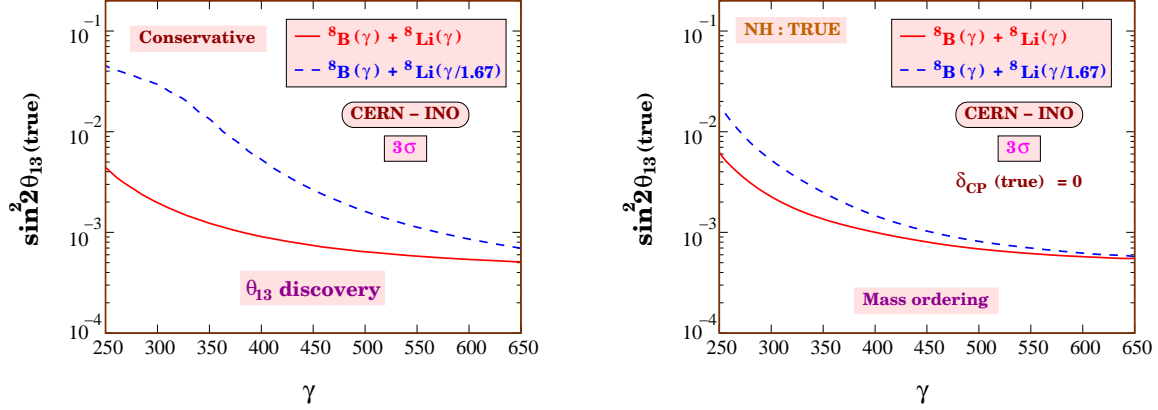 Conservative
⁸B(γ) + ⁸Li(γ)
⁸B(γ) + ⁸Li(γ/1.67)
CERN – INO
3σ
θ₁₃ discovery
10⁻¹
10⁻²
10⁻³
10⁻⁴
sin²2θ₁₃(true)
250 300 350 400 450 500 550 600 650
γ
NH : TRUE
⁸B(γ) + ⁸Li(γ)
⁸B(γ) + ⁸Li(γ/1.67)
CERN – INO
3σ
δCP (true) = 0
Mass ordering
10⁻¹
10⁻²
10⁻³
10⁻⁴
sin²2θ₁₃(true)
250 300 350 400 450 500 550 600 650
γ